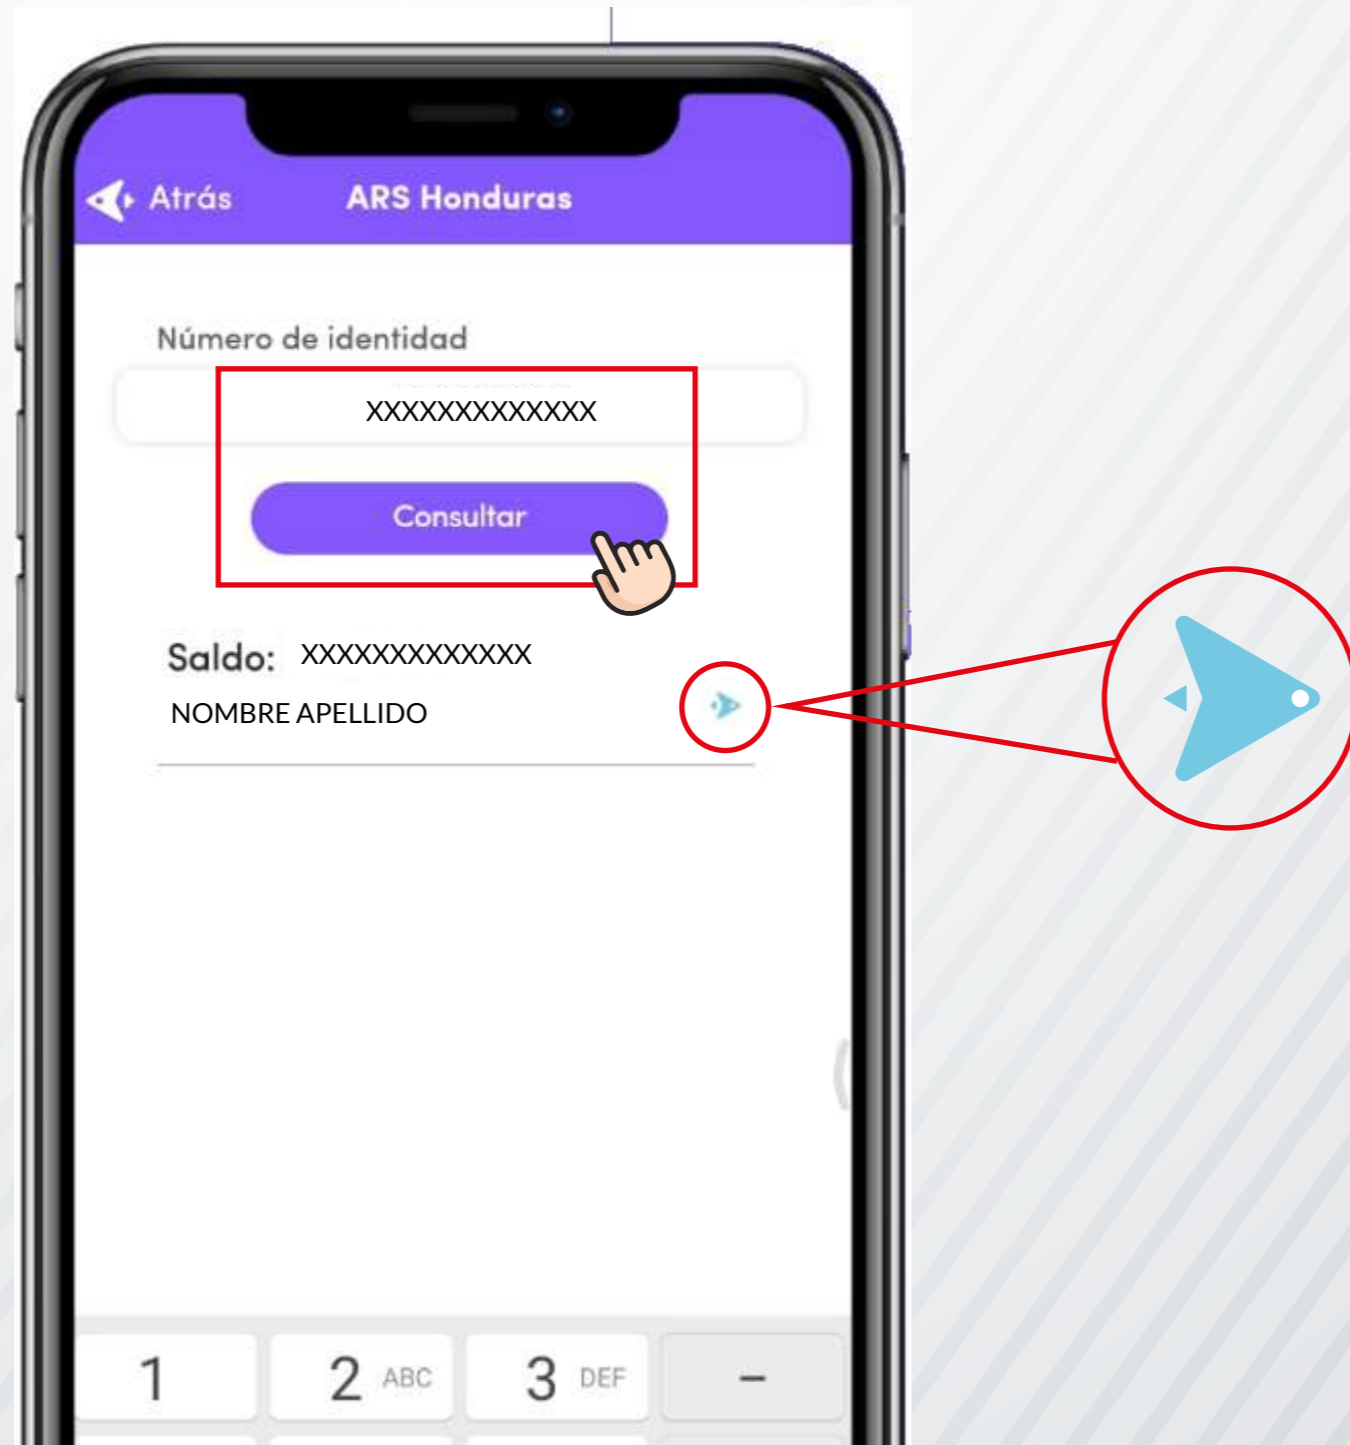 Atrás ARS Honduras
Número de identidad
XXXXXXXXXXXXX
Consultar
Saldo: XXXXXXXXXXXXX
NOMBRE APELLIDO
1 2 ABC 3 DEF –